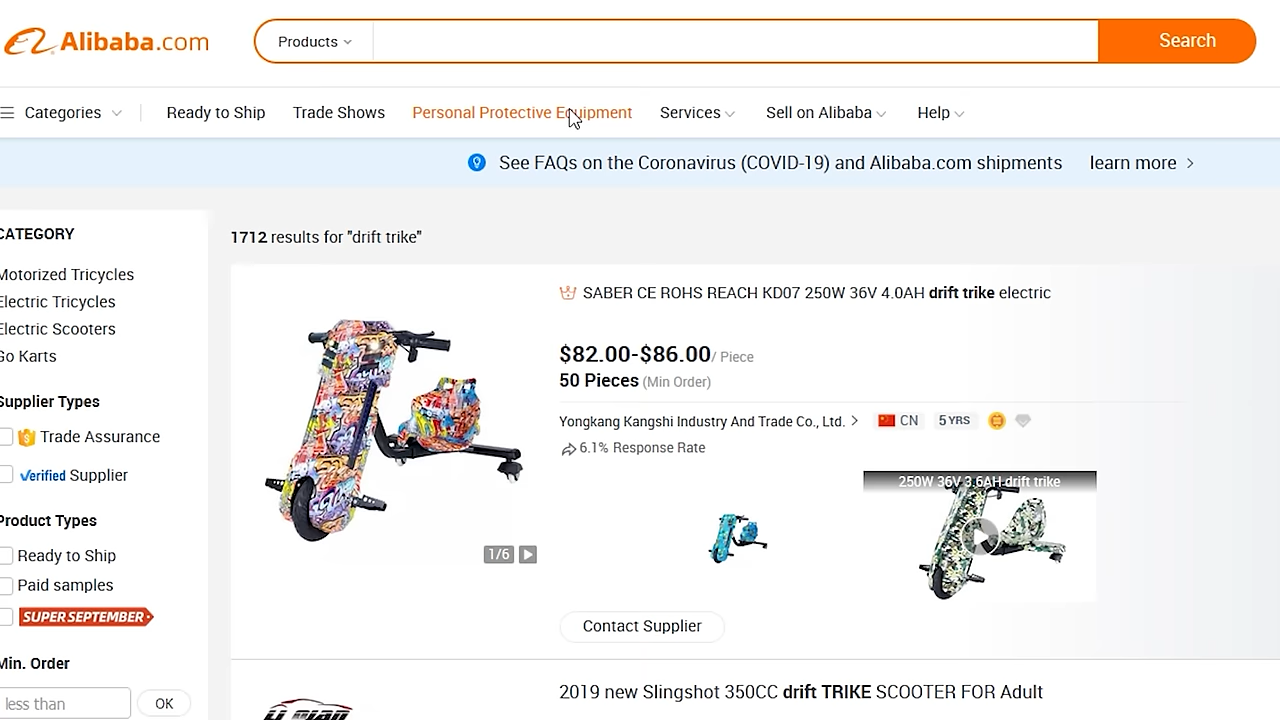 Alibaba.com
Products
Search
Categories
Ready to Ship
Trade Shows
Personal Protective Equipment
Services
Sell on Alibaba
Help
See FAQs on the Coronavirus (COVID-19) and Alibaba.com shipments
learn more
CATEGORY
Motorized Tricycles
Electric Tricycles
Electric Scooters
Go Karts
Supplier Types
Trade Assurance
Verified Supplier
Product Types
Ready to Ship
Paid samples
SUPER SEPTEMBER
Min. Order
less than
OK
1712 results for "drift trike"
1/6
SABER CE ROHS REACH KD07 250W 36V 4.0AH drift trike electric
$82.00-$86.00/ Piece
50 Pieces (Min Order)
Yongkang Kangshi Industry And Trade Co., Ltd.
CN
5 YRS
6.1% Response Rate
250W 36V 3.6AH drift trike
Contact Supplier
2019 new Slingshot 350CC drift TRIKE SCOOTER FOR Adult